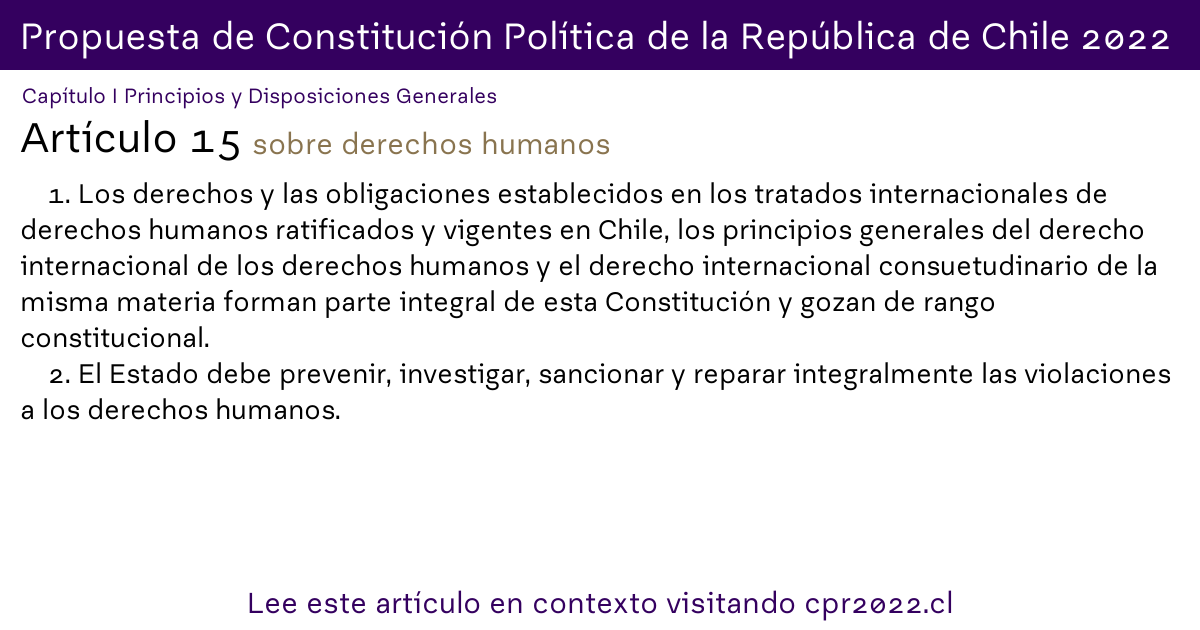 Propuesta de Constitución Política de la República de Chile 2022
Capítulo I Principios y Disposiciones Generales
Artículo 15 sobre derechos humanos
1. Los derechos y las obligaciones establecidos en los tratados internacionales de
derechos humanos ratificados y vigentes en Chile, los principios generales del derecho
internacional de los derechos humanos y el derecho internacional consuetudinario de la
misma materia forman parte integral de esta Constitución y gozan de rango
constitucional.
2. El Estado debe prevenir, investigar, sancionar y reparar integralmente las violaciones
a los derechos humanos.
Lee este artículo en contexto visitando cpr2022.cl